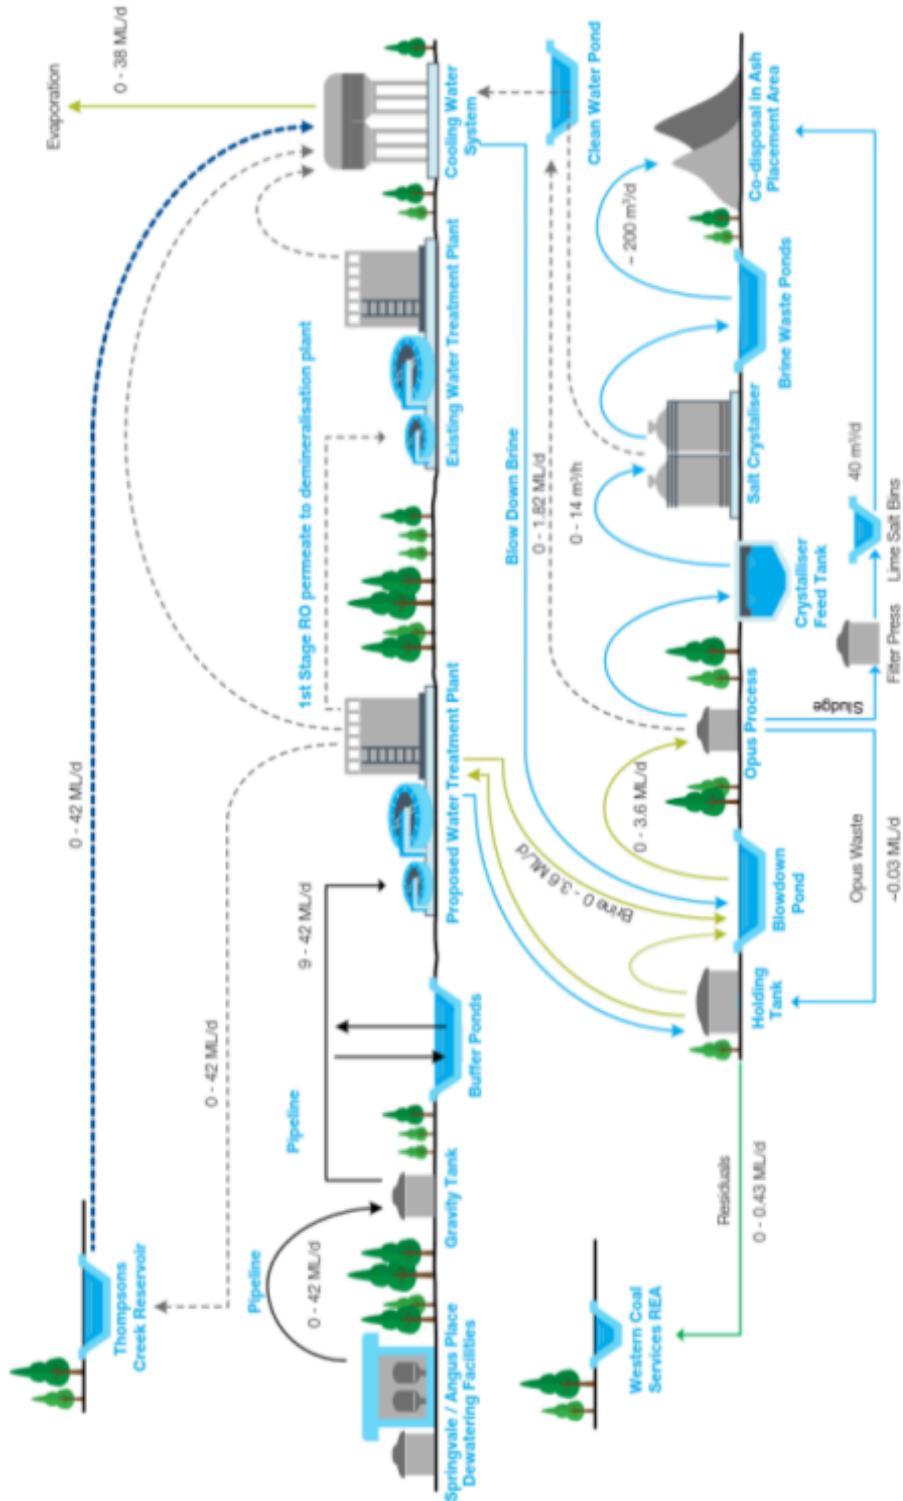 Thompsons
Creek Reservoir
0 - 42 ML/d
Evaporation
0 - 38 ML/d
0 - 42 ML/d
1st Stage RO permeate to demineralisation plant
Pipeline
0 - 42 ML/d
Pipeline
9 - 42 ML/d
Springvale / Angus Place
Dewatering Facilities
Gravity Tank
Buffer Ponds
Proposed Water Treatment Plant
Existing Water Treatment Plant
Cooling Water
System
Blow Down Brine
Brine 0 - 3.6 ML/d
0 - 1.82 ML/d
0 - 14 m³/h
Clean Water Pond
0 - 3.6 ML/d
~ 200 m³/d
Western Coal
Services REA
Residuals
0 - 0.43 ML/d
Holding
Tank
Blowdown
Pond
Opus Process
Crystalliser
Feed Tank
Salt Crystaliser
Brine Waste Ponds
Co-disposal in Ash
Placement Area
Opus Waste
~0.03 ML/d
Sludge
Filter Press
Lime Salt Bins
40 m³/d